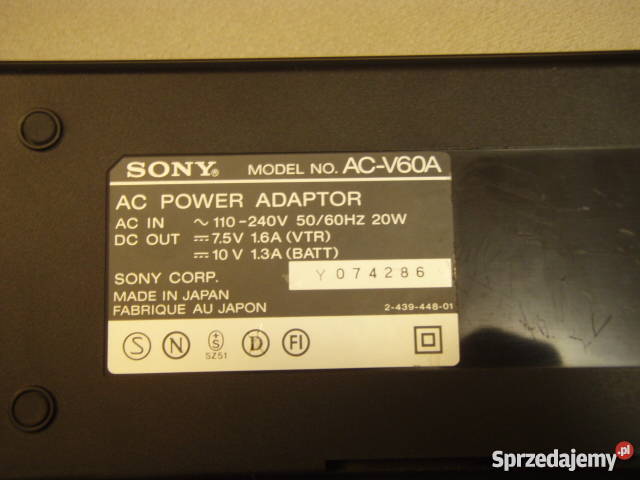 SONY® MODEL NO. AC-V60A
AC POWER ADAPTOR
AC IN ~ 110-240V 50/60HZ 20W
DC OUT ⎓ 7.5V 1.6A (VTR)
⎓ 10V 1.3A (BATT)
SONY CORP. Y 074286
MADE IN JAPAN
FABRIQUE AU JAPON 2-439-448-01
S N +S D FI
SZ51
Sprzedajemy.pl